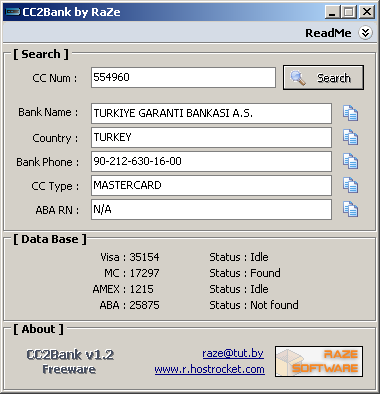 CC2Bank by RaZe
ReadMe
[ Search ]
CC Num : 554960 Search
Bank Name : TURKIYE GARANTI BANKASI A.S.
Country : TURKEY
Bank Phone : 90-212-630-16-00
CC Type : MASTERCARD
ABA RN : N/A
[ Data Base ]
Visa : 35154 Status : Idle
MC : 17297 Status : Found
AMEX : 1215 Status : Idle
ABA : 25875 Status : Not found
[ About ]
CC2Bank v1.2
Freeware
raze@tut.by
www.r.hostrocket.com
RAZE
SOFTWARE